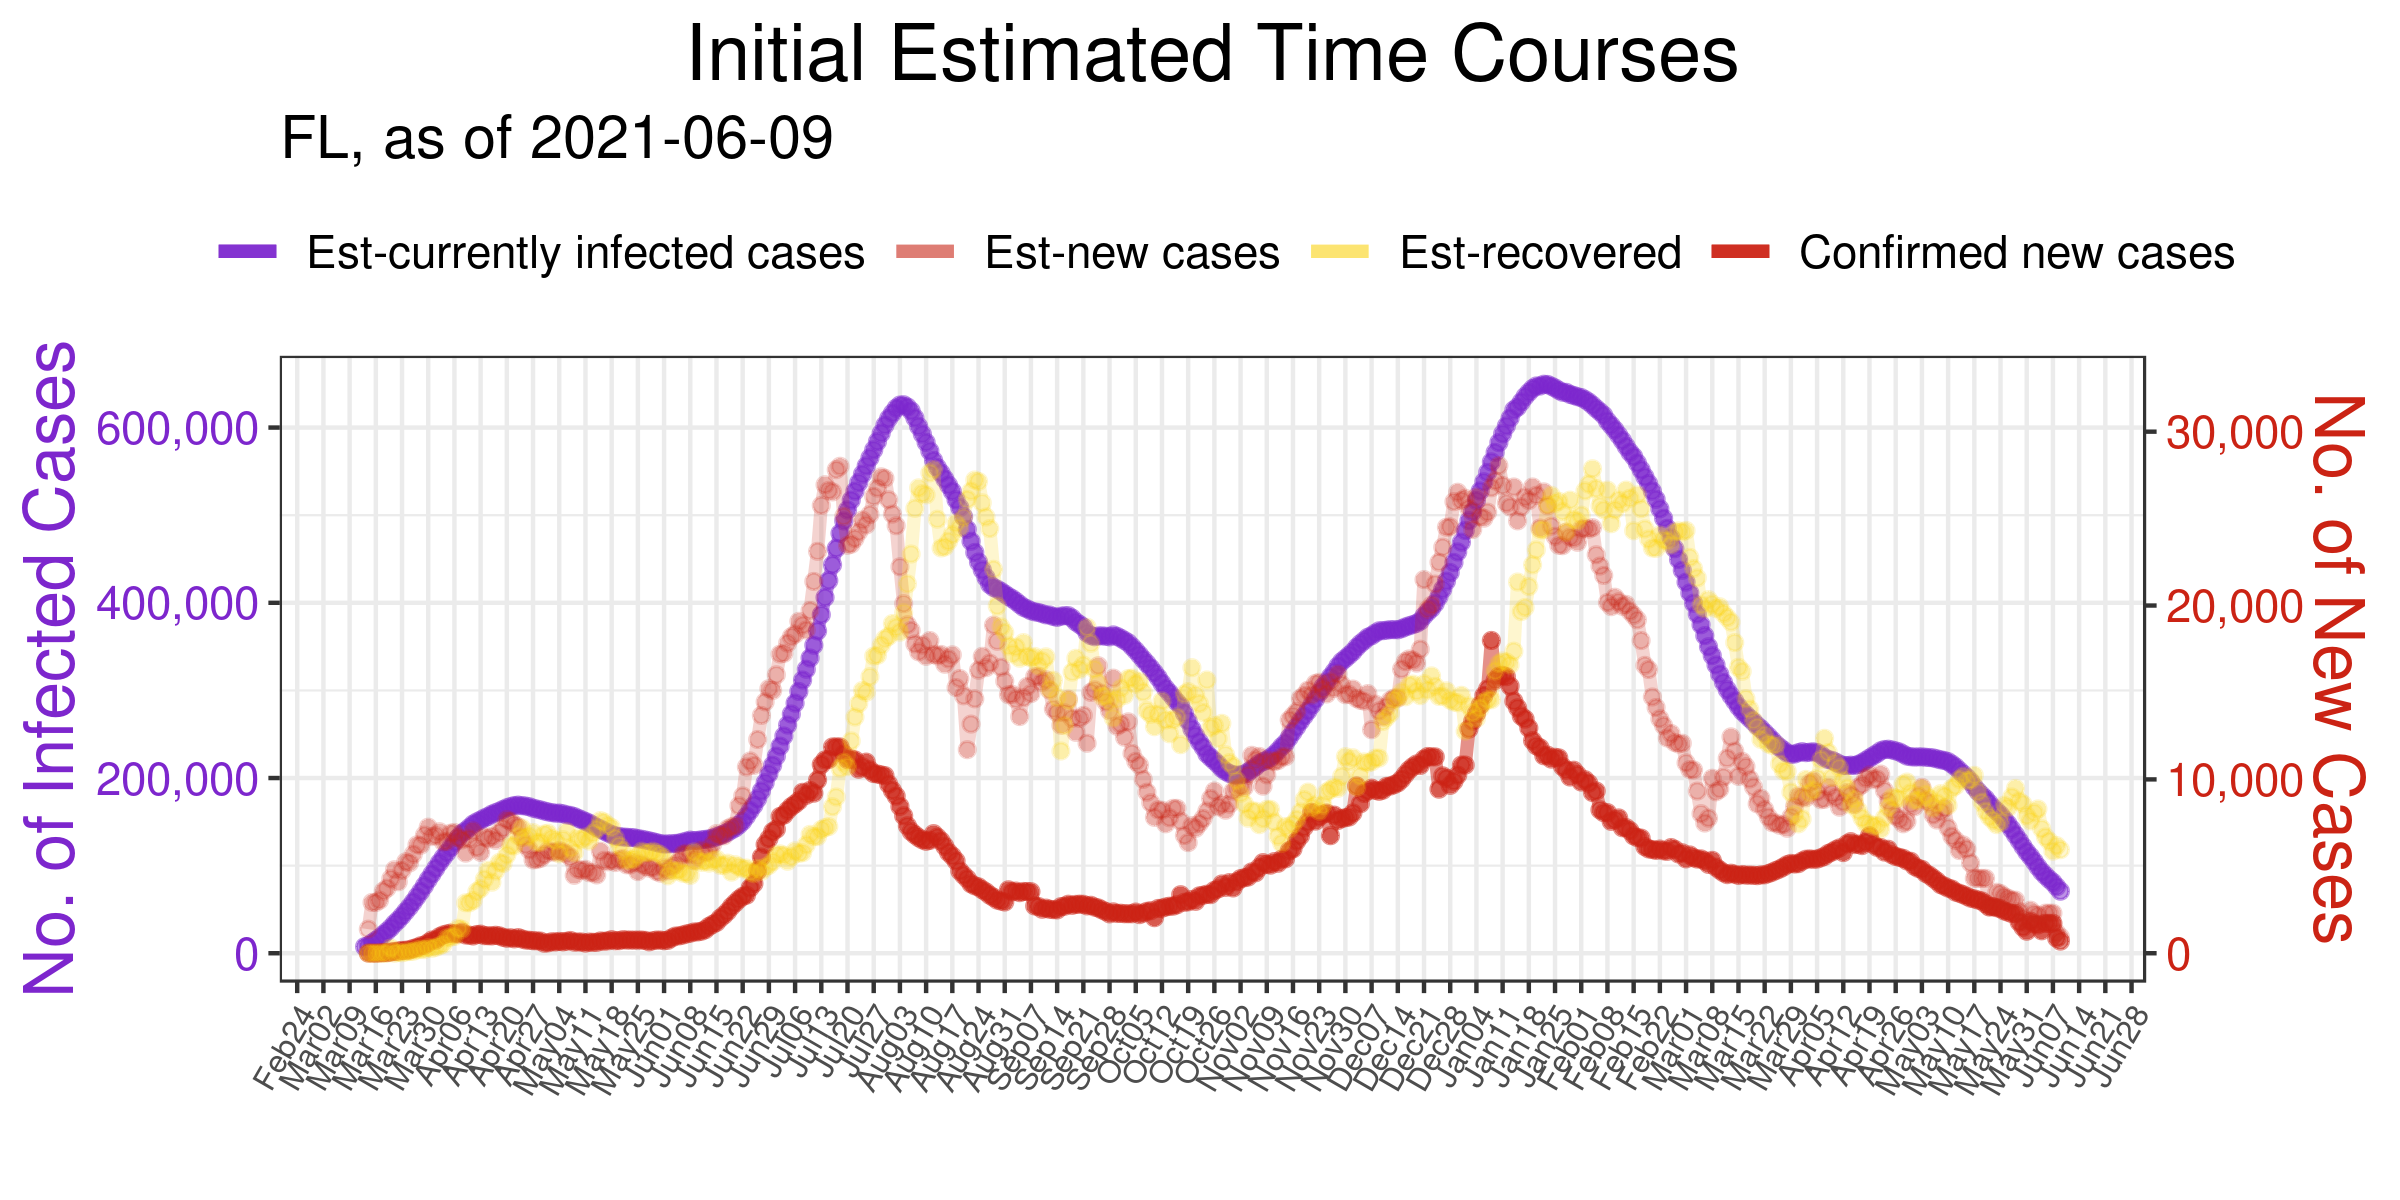 Initial Estimated Time Courses
FL, as of 2021-06-09
Est-currently infected cases Est-new cases Est-recovered Confirmed new cases
No. of Infected Cases
600,000
400,000
200,000
0
30,000
20,000
10,000
0
No. of New Cases
Feb24 Mar02 Mar09 Mar16 Mar23 Mar30 Apr06 Apr13 Apr20 Apr27 May04 May11 May18 May25 Jun01 Jun08 Jun15 Jun22 Jun29 Jul06 Jul13 Jul20 Jul27 Aug03 Aug10 Aug17 Aug24 Aug31 Sep07 Sep14 Sep21 Sep28 Oct05 Oct12 Oct19 Oct26 Nov02 Nov09 Nov16 Nov23 Nov30 Dec07 Dec14 Dec21 Dec28 Jan04 Jan11 Jan18 Jan25 Feb01 Feb08 Feb15 Feb22 Mar01 Mar08 Mar15 Mar22 Mar29 Apr05 Apr12 Apr19 Apr26 May03 May10 May17 May24 May31 Jun07 Jun14 Jun21 Jun28